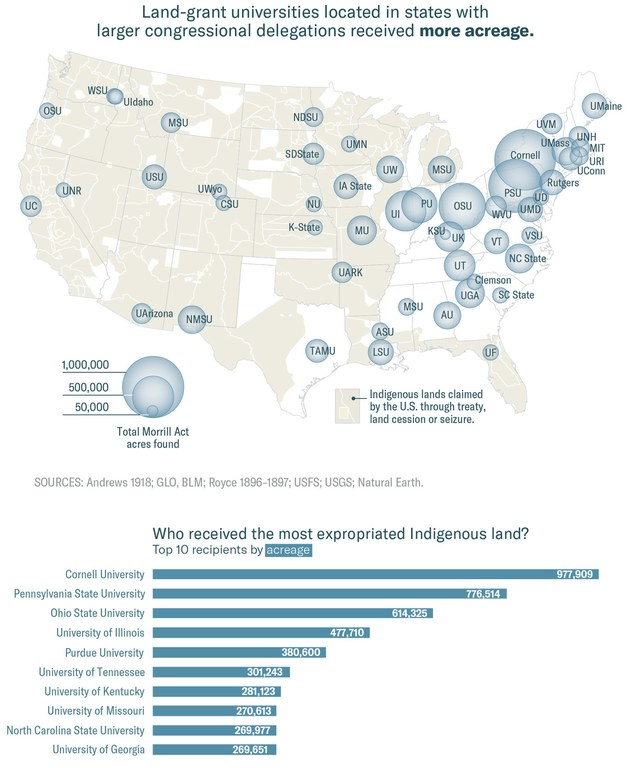 Land-grant universities located in states with
larger congressional delegations received more acreage.
WSU
UIdaho
OSU
MSU
NDSU
UMN
SDState
UW
MSU
UVM
UMaine
UNH
UMass
MIT
URI
UConn
Cornell
Rutgers
PSU
UD
UMD
WVU
USU
UNR
UC
UWyo
CSU
NU
IA State
K-State
MU
UI
PU
OSU
KSU
UK
VT
VSU
NC State
UT
Clemson
SC State
UGA
AU
UARK
MSU
ASU
LSU
UF
TAMU
UArizona
NMSU
1,000,000
500,000
50,000
Total Morrill Act
acres found
Indigenous lands claimed
by the U.S. through treaty,
land cession or seizure.
SOURCES: Andrews 1918; GLO, BLM; Royce 1896–1897; USFS; USGS; Natural Earth.
Who received the most expropriated Indigenous land?
Top 10 recipients by acreage
Cornell University 977,909
Pennsylvania State University 776,514
Ohio State University 614,325
University of Illinois 477,710
Purdue University 380,600
University of Tennessee 301,243
University of Kentucky 281,123
University of Missouri 270,613
North Carolina State University 269,977
University of Georgia 269,651